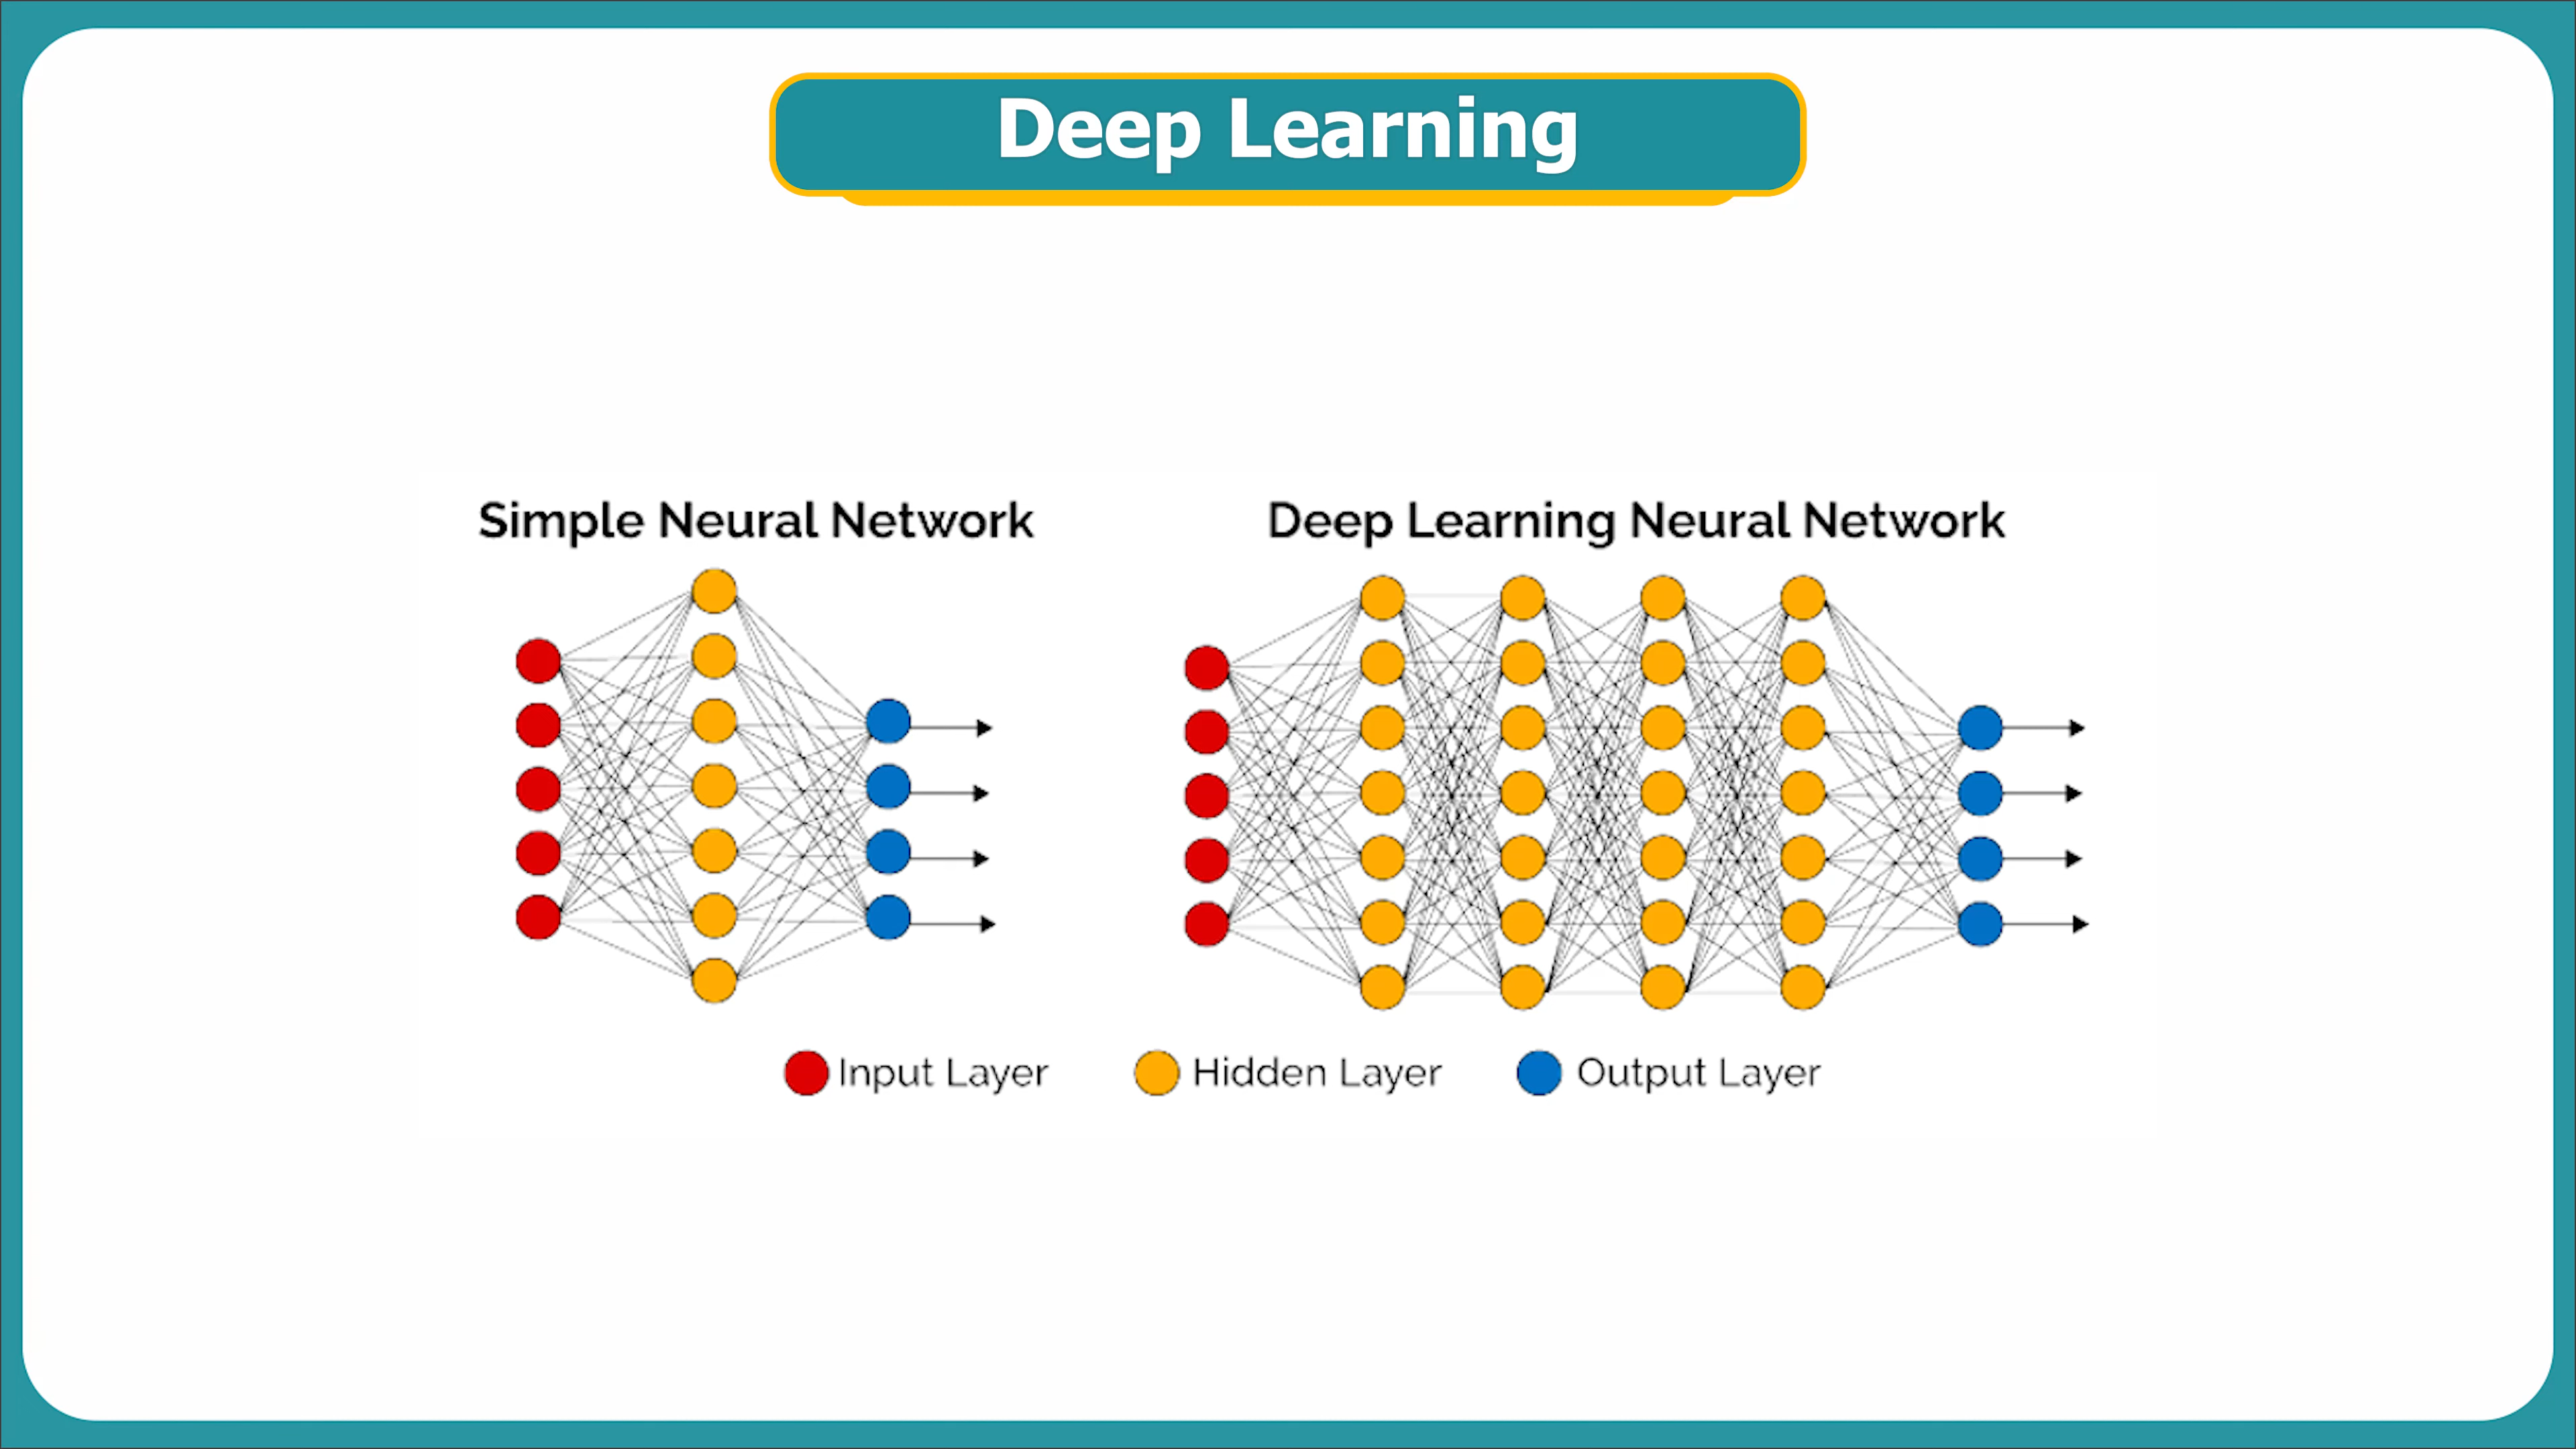 Deep Learning
Simple Neural Network
Deep Learning Neural Network
Input Layer
Hidden Layer
Output Layer